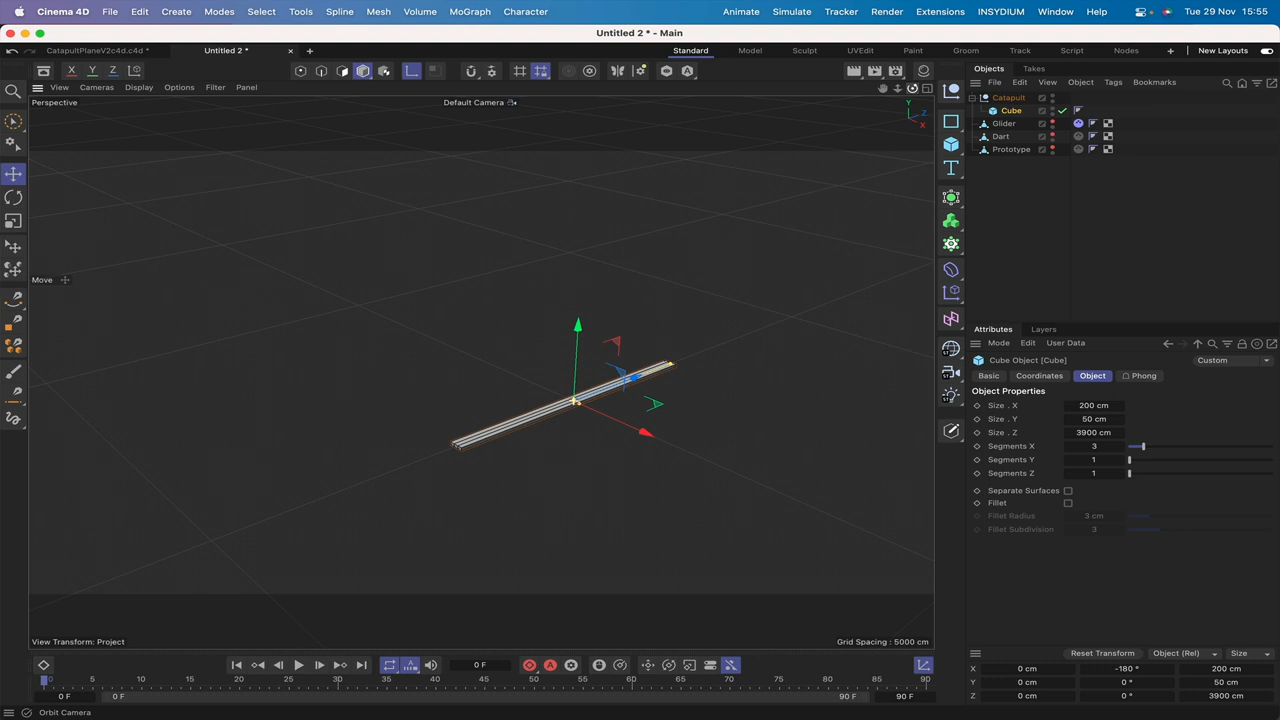 Cinema 4D File Edit Create Modes Select Tools Spline Mesh Volume MoGraph Character Animate Simulate Tracker Render Extensions INSYDIUM Window Help Tue 29 Nov 15:55
Untitled 2 * - Main
CatapultPlaneV2c4d.c4d * Untitled 2 * Standard Model Sculpt UVEdit Paint Groom Track Script Nodes New Layouts
X Y Z
View Cameras Display Options Filter Panel
Perspective Default Camera
Y
Z
X
Move
View Transform: Project Grid Spacing : 5000 cm
Objects Takes
File Edit View Object Tags Bookmarks
Catapult
Cube
Glider
Dart
Prototype
Attributes Layers
Mode Edit User Data
Cube Object [Cube] Custom
Basic Coordinates Object Phong
Object Properties
Size . X 200 cm
Size . Y 50 cm
Size . Z 3900 cm
Segments X 3
Segments Y 1
Segments Z 1
Separate Surfaces
Fillet
Fillet Radius 3 cm
Fillet Subdivision 3
Reset Transform Object (Rel) Size
X 0 cm -180 ° 200 cm
Y 0 cm 0 ° 50 cm
Z 0 cm 0 ° 3900 cm
0 F
0 5 10 15 20 25 30 35 40 45 50 55 60 65 70 75 80 85 90
0 F 0 F 90 F 90 F
Orbit Camera